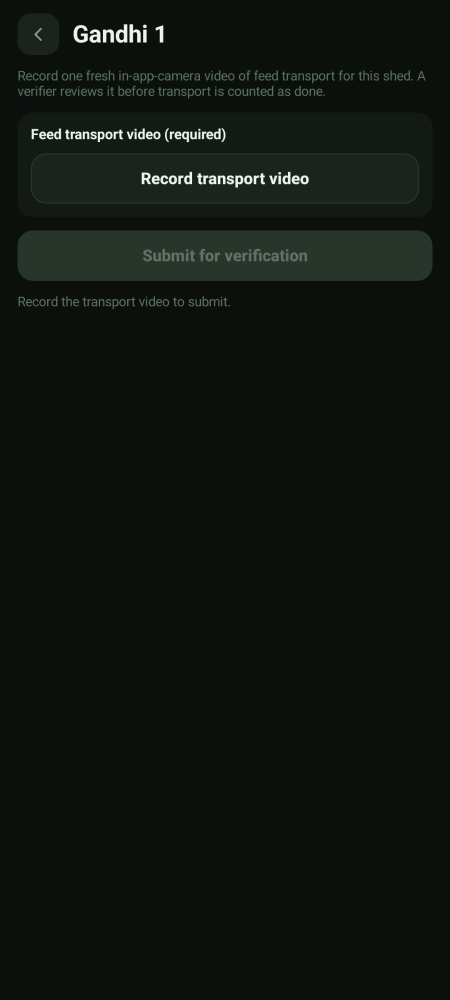 Gandhi 1
Record one fresh in-app-camera video of feed transport for this shed. A
verifier reviews it before transport is counted as done.
Feed transport video (required)
Record transport video
Submit for verification
Record the transport video to submit.